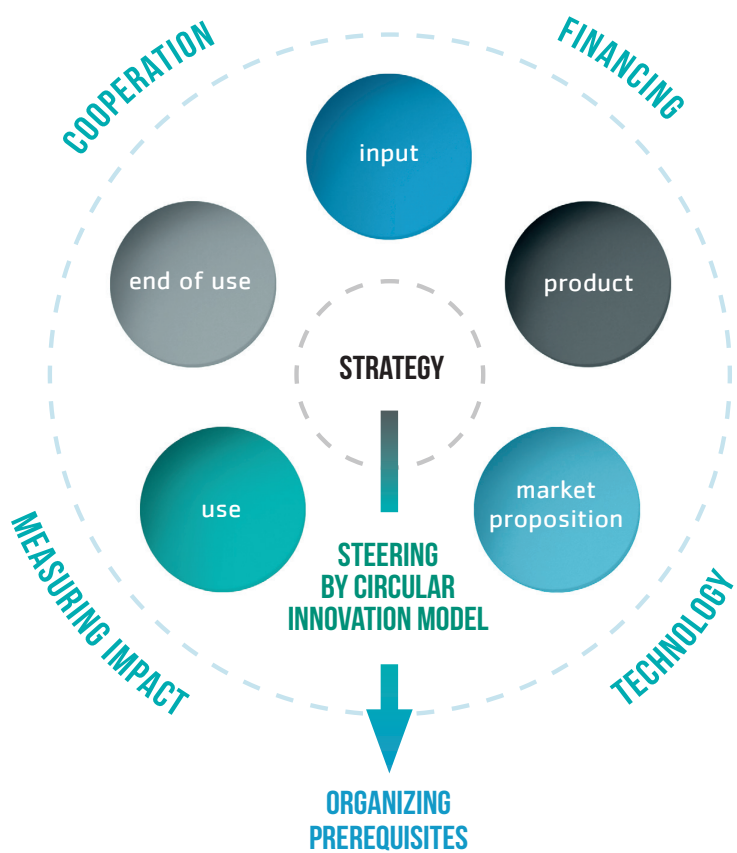 COOPERATION
FINANCING
input
end of use
product
STRATEGY
use
market
proposition
STEERING
BY CIRCULAR
INNOVATION MODEL
MEASURING IMPACT
TECHNOLOGY
ORGANIZING
PREREQUISITES